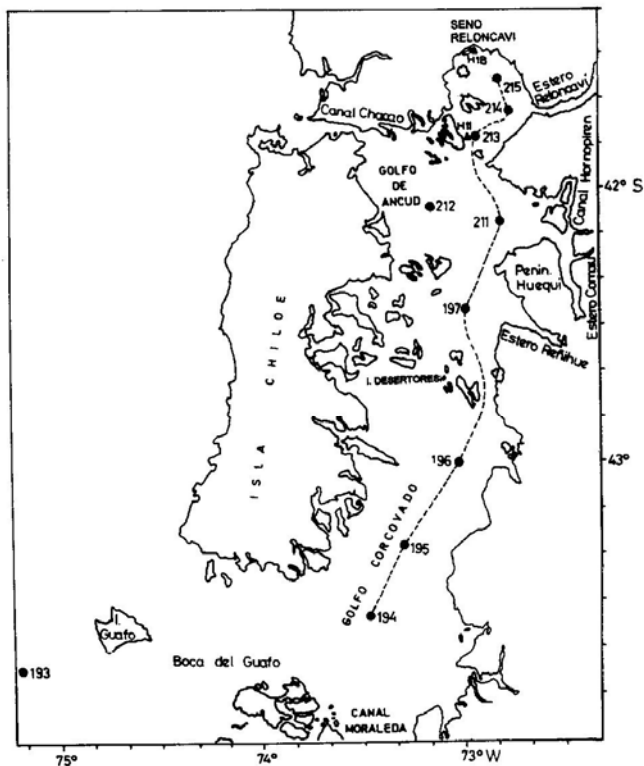 SENO
RELONCAVI
H18
215
Estero
Reloncaví
214
Canal Chacao
H11
213
Canal Hornopiren
42° S
GOLFO
DE
ANCUD
212
211
Penin.
Huequi
Estero Comau
197
Estero Reñihue
ISLA CHILOE
I. DESERTORES
196
43°
GOLFO CORCOVADO
195
194
I.
Guafo
193
Boca del Guafo
CANAL
MORALEDA
75°
74°
73° W